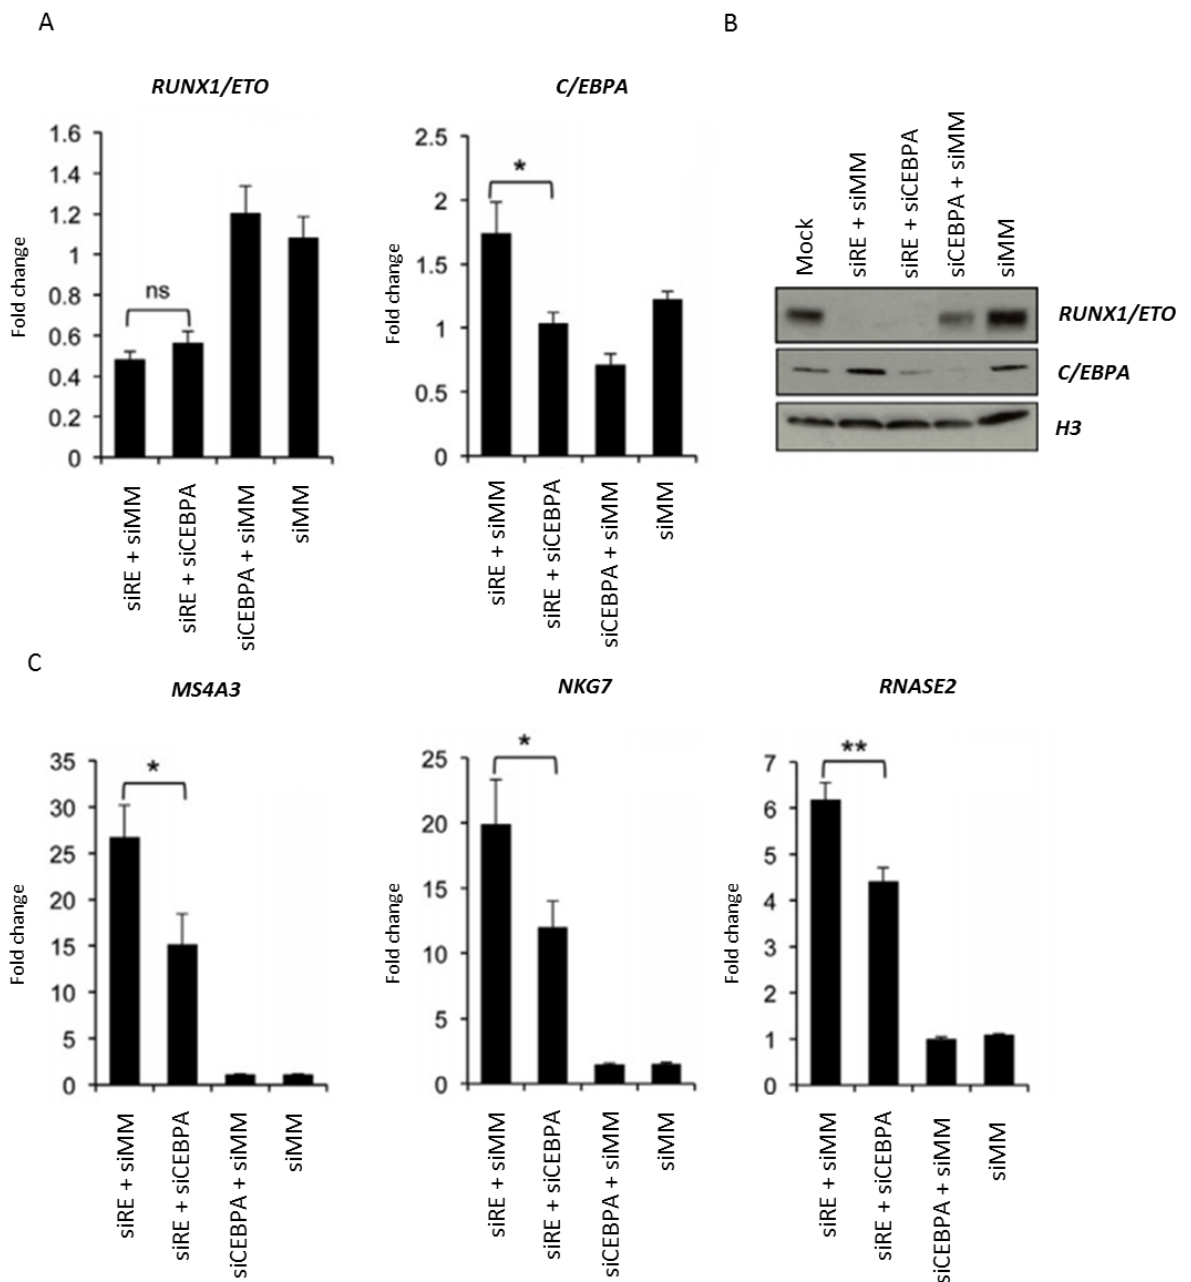 A
B
RUNX1/ETO
C/EBPA
Fold change
1.6
1.4
1.2
1
0.8
0.6
0.4
0.2
0
ns
siRE + siMM
siRE + siCEBPA
siCEBPA + siMM
siMM
Fold change
2.5
2
1.5
1
0.5
0
*
siRE + siMM
siRE + siCEBPA
siCEBPA + siMM
siMM
Mock
siRE + siMM
siRE + siCEBPA
siCEBPA + siMM
siMM
RUNX1/ETO
C/EBPA
H3
C
MS4A3
NKG7
RNASE2
Fold change
35
30
25
20
15
10
5
0
*
siRE + siMM
siRE + siCEBPA
siCEBPA + siMM
siMM
Fold change
25
20
15
10
5
0
*
siRE + siMM
siRE + siCEBPA
siCEBPA + siMM
siMM
Fold change
7
6
5
4
3
2
1
0
**
siRE + siMM
siRE + siCEBPA
siCEBPA + siMM
siMM